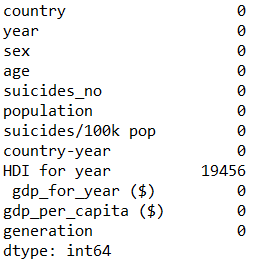 country 0
year 0
sex 0
age 0
suicides_no 0
population 0
suicides/100k pop 0
country-year 0
HDI for year 19456
gdp_for_year ($) 0
gdp_per_capita ($) 0
generation 0
dtype: int64